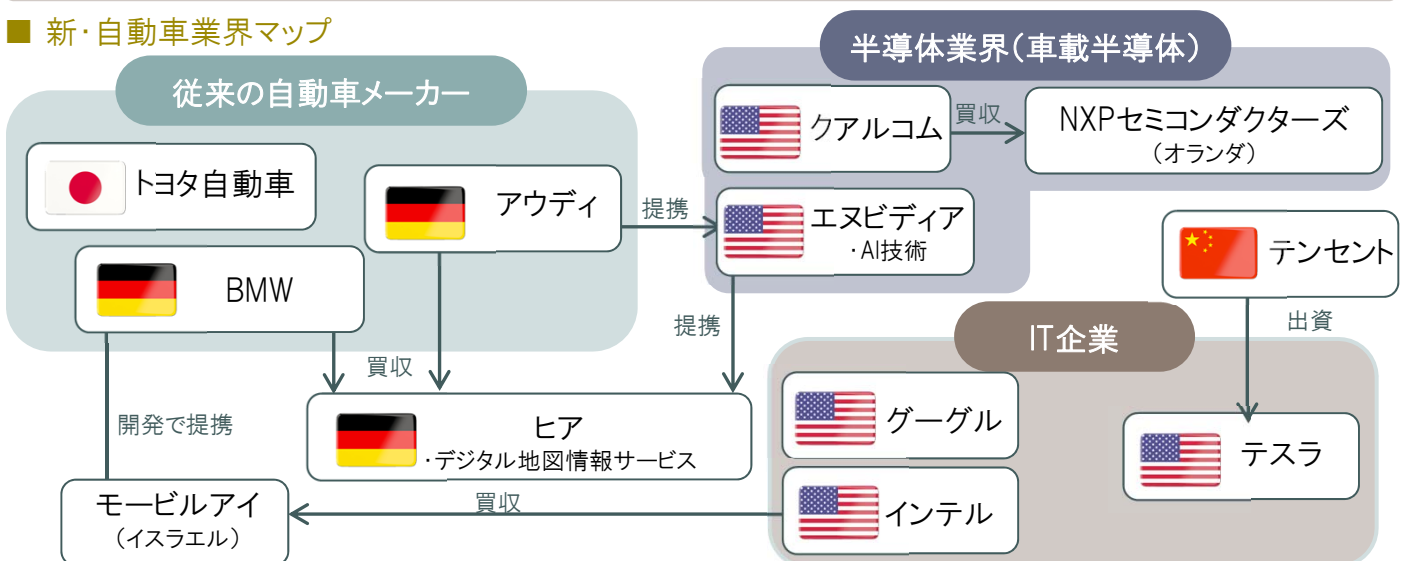 ■ 新・自動車業界マップ
半導体業界（車載半導体）
従来の自動車メーカー
クアルコム
買収
NXPセミコンダクターズ
（オランダ）
トヨタ自動車
アウディ
提携
エヌビディア
・AI技術
テンセント
BMW
提携
出資
IT企業
買収
開発で提携
ヒア
・デジタル地図情報サービス
グーグル
テスラ
モービルアイ
（イスラエル）
買収
インテル